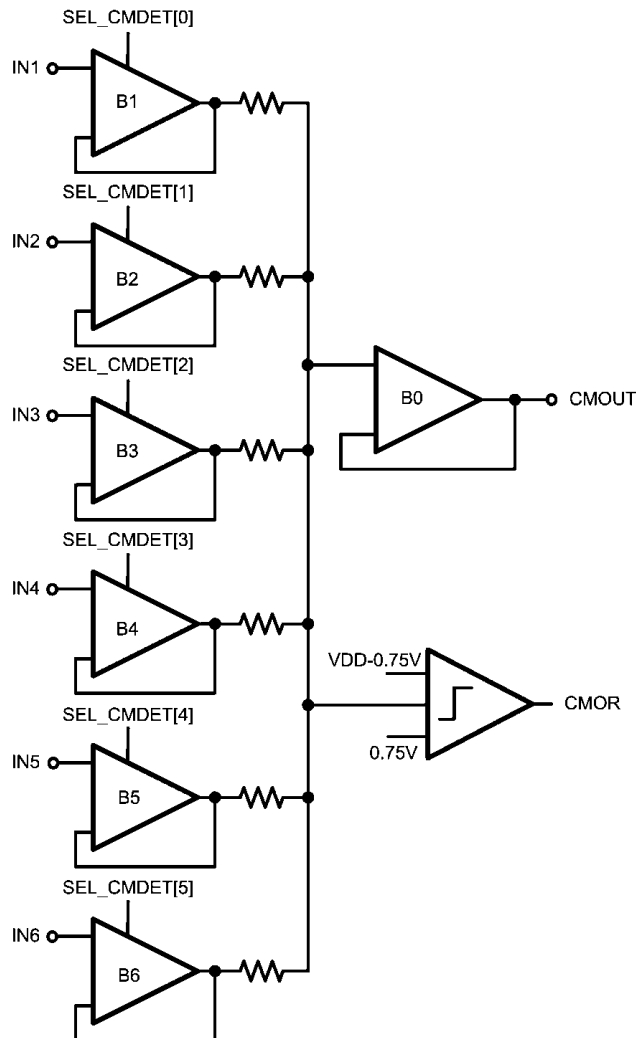 SEL_CMDET[0]
IN1
B1
SEL_CMDET[1]
IN2
B2
SEL_CMDET[2]
IN3
B3
B0
CMOUT
SEL_CMDET[3]
IN4
B4
VDD-0.75V
CMOR
0.75V
SEL_CMDET[4]
IN5
B5
SEL_CMDET[5]
IN6
B6